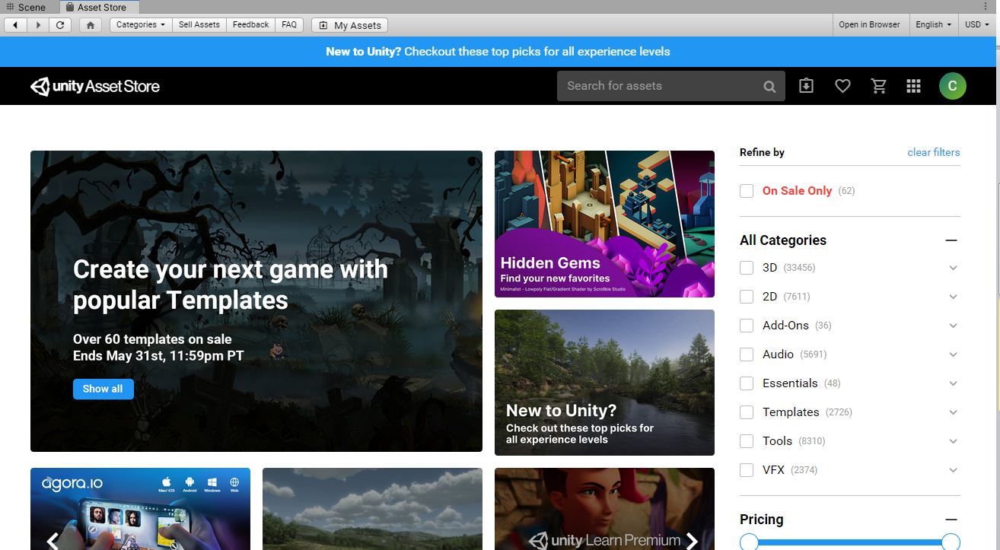 Scene
Asset Store
Categories
Sell Assets
Feedback
FAQ
My Assets
Open in Browser
English
USD
New to Unity? Checkout these top picks for all experience levels
unity Asset Store
Search for assets
C
Create your next game with
popular Templates
Over 60 templates on sale
Ends May 31st, 11:59pm PT
Show all
Hidden Gems
Find your new favorites
Minimalist - Lowpoly Flat/Gradient Shader by Scrollbie Studio
New to Unity?
Check out these top picks for
all experience levels
agora.io
Mac/ iOS
Android
Windows
Web
unity Learn Premium
Refine by
clear filters
On Sale Only (62)
All Categories
3D (33456)
2D (7611)
Add-Ons (36)
Audio (5691)
Essentials (48)
Templates (2726)
Tools (8310)
VFX (2374)
Pricing